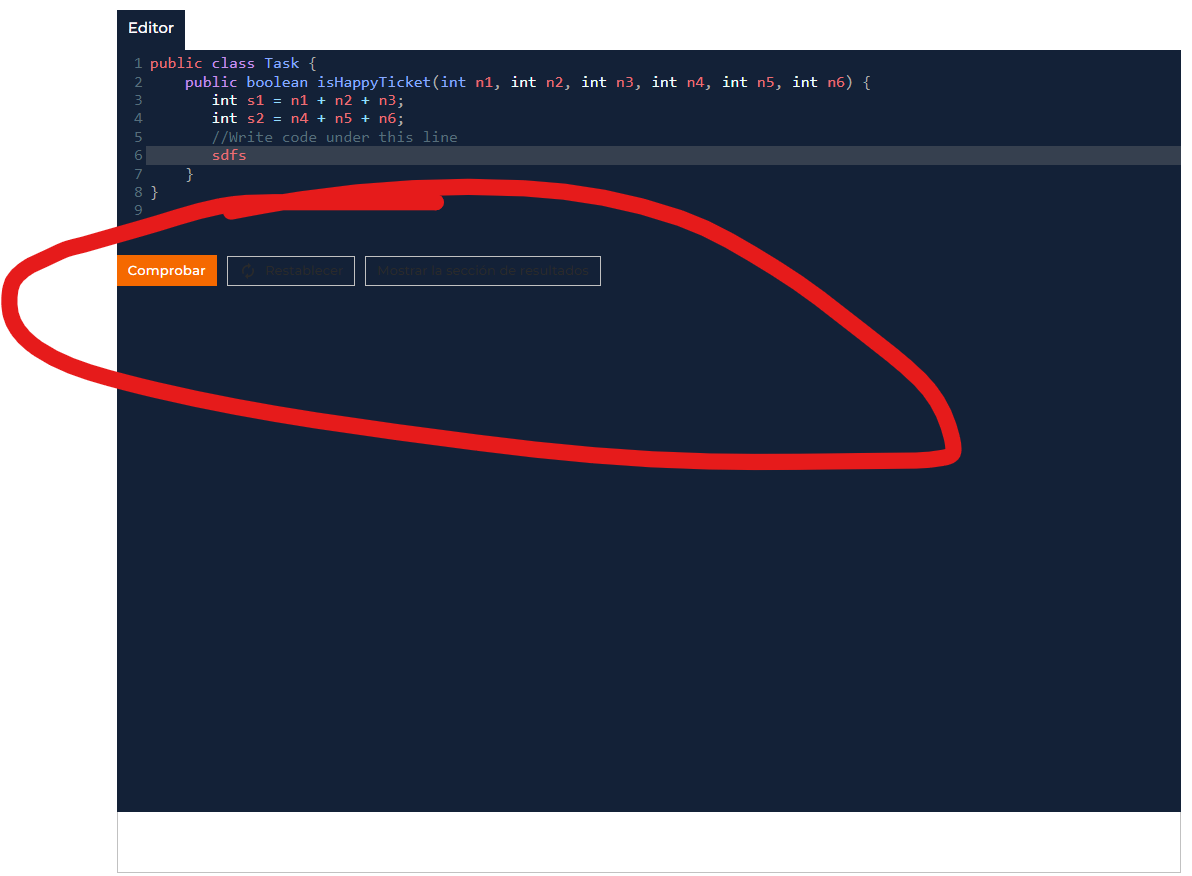 Editor
1 public class Task {
2 public boolean isHappyTicket(int n1, int n2, int n3, int n4, int n5, int n6) {
3 int s1 = n1 + n2 + n3;
4 int s2 = n4 + n5 + n6;
5 //Write code under this line
6 sdfs
7 }
8 }
9
Comprobar Restablecer Mostrar la sección de resultados